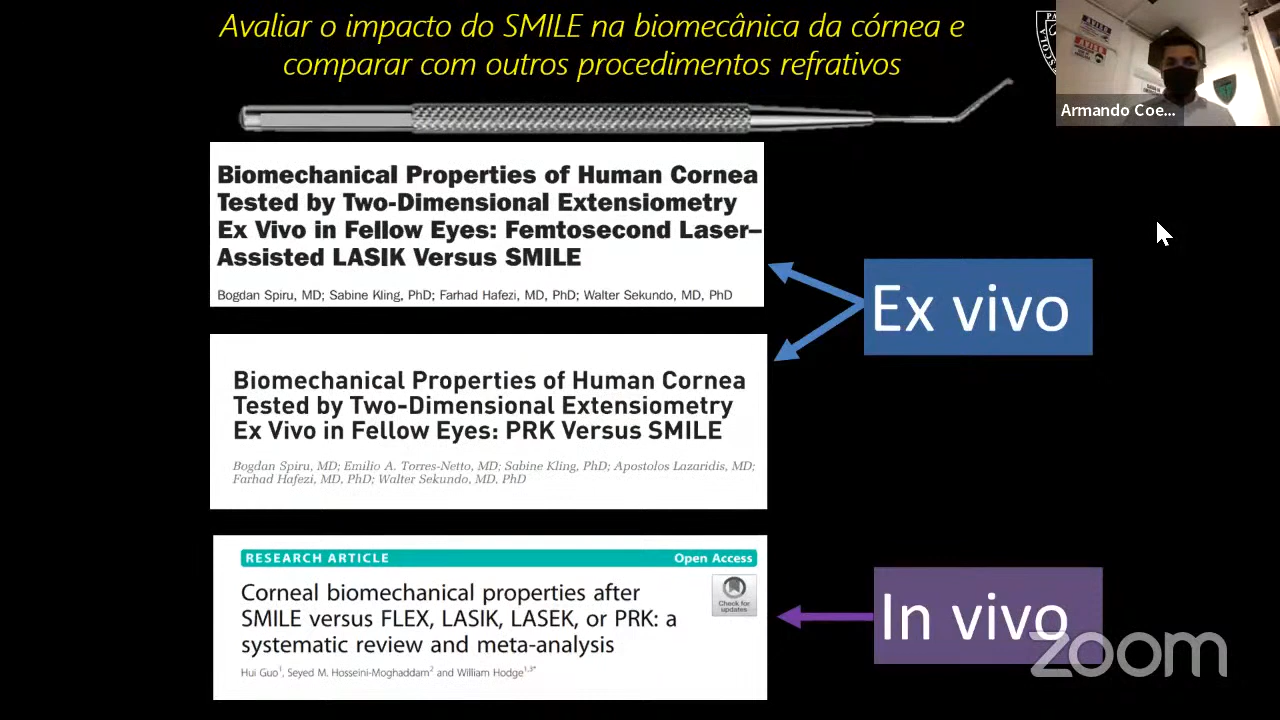 Avaliar o impacto do SMILE na biomecânica da córnea e
comparar com outros procedimentos refrativos
Armando Coe...
AVISO
AVISO
Biomechanical Properties of Human Cornea
Tested by Two-Dimensional Extensiometry
Ex Vivo in Fellow Eyes: Femtosecond Laser–
Assisted LASIK Versus SMILE
Bogdan Spiru, MD; Sabine Kling, PhD; Farhad Hafezi, MD, PhD; Walter Sekundo, MD, PhD
Ex vivo
Biomechanical Properties of Human Cornea
Tested by Two-Dimensional Extensiometry
Ex Vivo in Fellow Eyes: PRK Versus SMILE
Bogdan Spiru, MD; Emilio A. Torres-Netto, MD; Sabine Kling, PhD; Apostolos Lazaridis, MD;
Farhad Hafezi, MD, PhD; Walter Sekundo, MD, PhD
RESEARCH ARTICLE Open Access
Corneal biomechanical properties after
SMILE versus FLEX, LASIK, LASEK, or PRK: a
systematic review and meta-analysis
Check for
updates
Hui Guo1, Seyed M. Hosseini-Moghaddam2 and William Hodge1,3*
In vivo
zoom